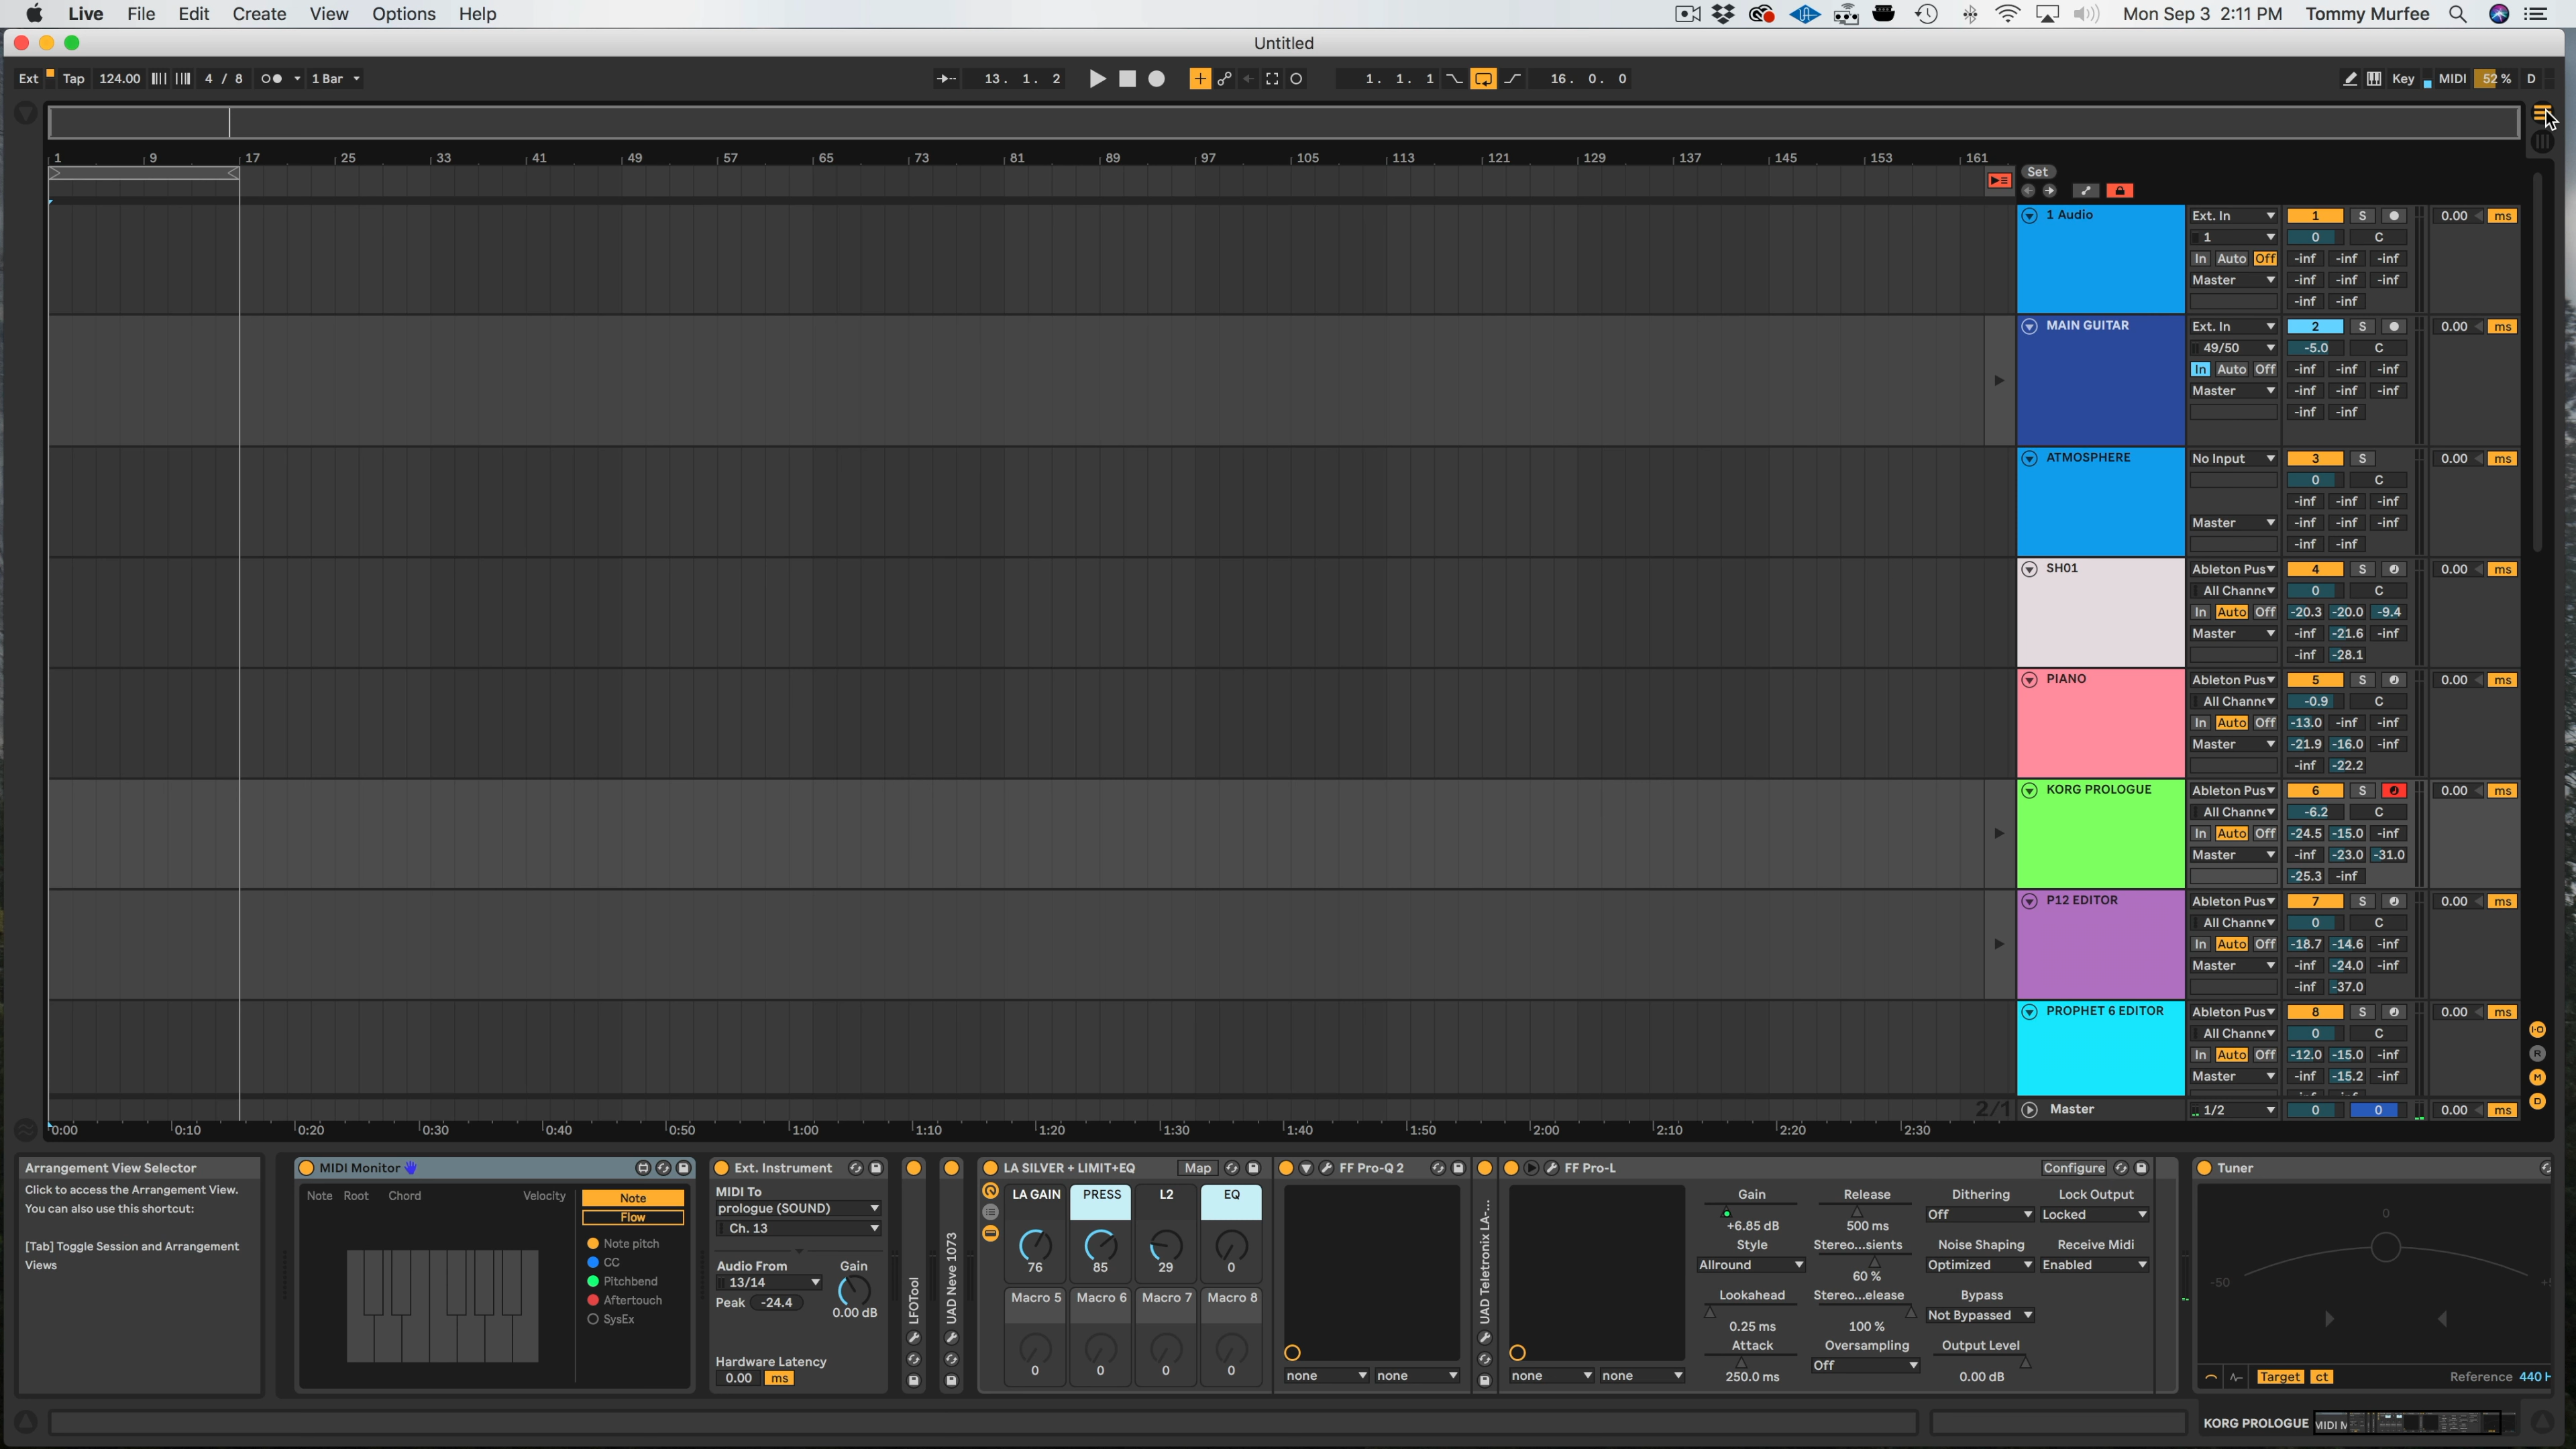 Live File Edit Create View Options Help
Mon Sep 3 2:11 PM Tommy Murfee
Untitled
Ext Tap 124.00 4 / 8 1 Bar
13. 1. 2
1. 1. 1
16. 0. 0
Key MIDI 52 % D
1 9 17 25 33 41 49 57 65 73 81 89 97 105 113 121 129 137 145 153 161
Set
1 Audio Ext. In 1 S 0.00 ms
1 0 C
In Auto Off -inf -inf -inf
Master -inf -inf -inf
-inf -inf
MAIN GUITAR Ext. In 2 S 0.00 ms
49/50 -5.0 C
In Auto Off -inf -inf -inf
Master -inf -inf -inf
-inf -inf
ATMOSPHERE No Input 3 S 0.00 ms
0 C
-inf -inf -inf
Master -inf -inf -inf
-inf -inf
SH01 Ableton Pus 4 S 0.00 ms
All Channe 0 C
In Auto Off -20.3 -20.0 -9.4
Master -inf -21.6 -inf
-inf -28.1
PIANO Ableton Pus 5 S 0.00 ms
All Channe -0.9 C
In Auto Off -13.0 -inf -inf
Master -21.9 -16.0 -inf
-inf -22.2
KORG PROLOGUE Ableton Pus 6 S 0.00 ms
All Channe -6.2 C
In Auto Off -24.5 -15.0 -inf
Master -inf -23.0 -31.0
-25.3 -inf
P12 EDITOR Ableton Pus 7 S 0.00 ms
All Channe 0 C
In Auto Off -18.7 -14.6 -inf
Master -inf -24.0 -inf
-inf -37.0
PROPHET 6 EDITOR Ableton Pus 8 S 0.00 ms
All Channe 0 C
In Auto Off -12.0 -15.0 -inf
Master -inf -15.2 -inf
I·O
R
M
D
2/1 Master 1/2 0 0 0.00 ms
0:00 0:10 0:20 0:30 0:40 0:50 1:00 1:10 1:20 1:30 1:40 1:50 2:00 2:10 2:20 2:30
Arrangement View Selector
Click to access the Arrangement View.
You can also use this shortcut:
[Tab] Toggle Session and Arrangement
Views
MIDI Monitor
Note Root Chord Velocity
Note
Flow
Note pitch
CC
Pitchbend
Aftertouch
SysEx
Ext. Instrument
MIDI To
prologue (SOUND)
Ch. 13
Audio From Gain
13/14
Peak -24.4
0.00 dB
Hardware Latency
0.00 ms
LFOTool
UAD Neve 1073
LA SILVER + LIMIT+EQ Map
LA GAIN PRESS L2 EQ
76 85 29 0
Macro 5 Macro 6 Macro 7 Macro 8
0 0 0 0
FF Pro-Q 2
none none
UAD Teletronix LA-...
FF Pro-L Configure
none none
Gain Release Dithering Lock Output
+6.85 dB 500 ms Off Locked
Style Stereo...sients Noise Shaping Receive Midi
Allround 60 % Optimized Enabled
Lookahead Stereo...elease Bypass
0.25 ms 100 % Not Bypassed
Attack Oversampling Output Level
250.0 ms Off 0.00 dB
Tuner
0
-50
Target ct Reference 440 H
KORG PROLOGUE MIDI M